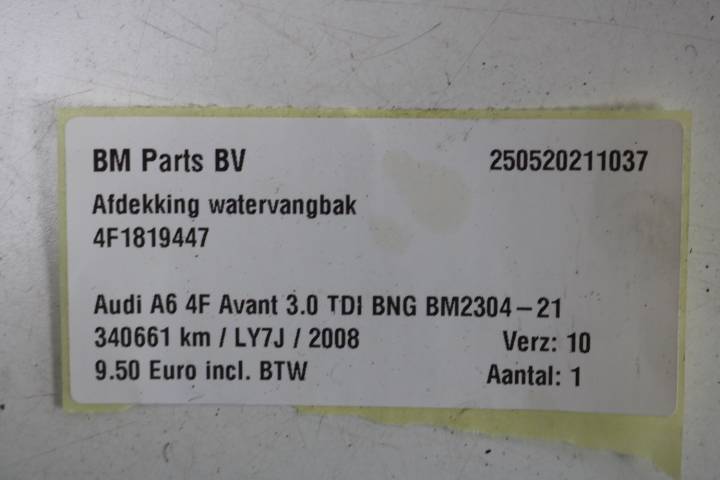 BM Parts BV 250520211037
Afdekking watervangbak
4F1819447
Audi A6 4F Avant 3.0 TDI BNG BM2304-21
340661 km / LY7J / 2008 Verz: 10
9.50 Euro incl. BTW Aantal: 1